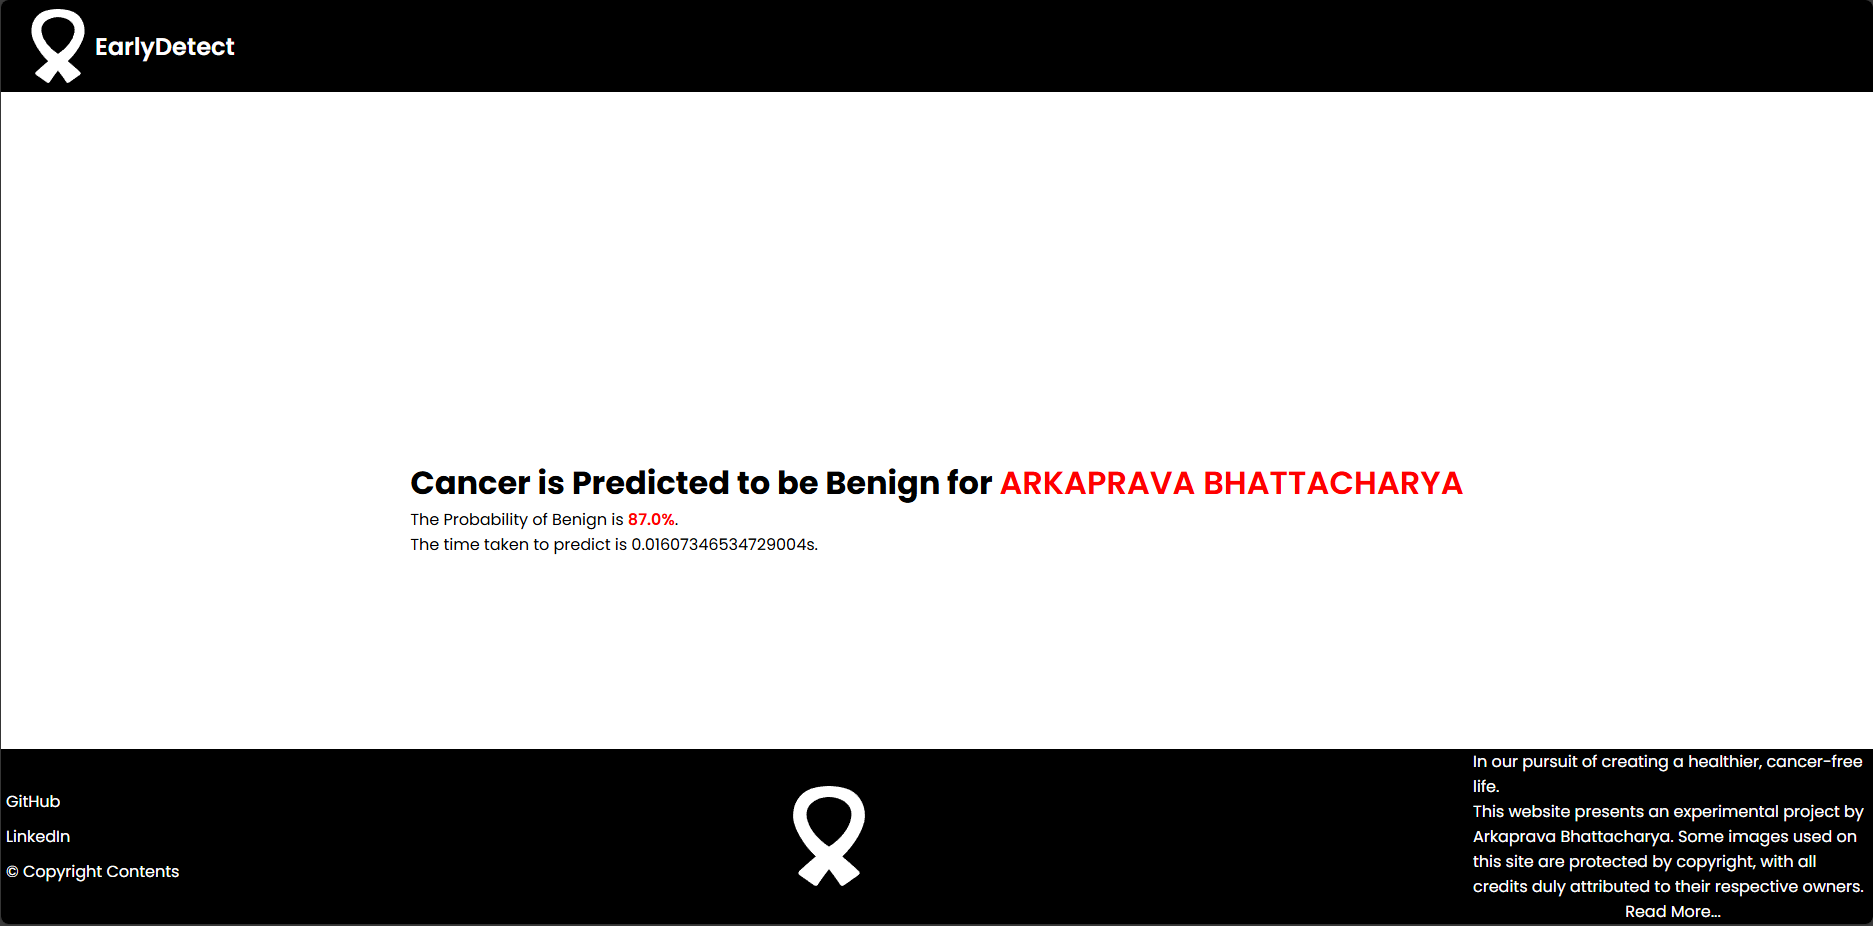 EarlyDetect
Cancer is Predicted to be Benign for ARKAPRAVA BHATTACHARYA
The Probability of Benign is 87.0%.
The time taken to predict is 0.01607346534729004s.
GitHub
LinkedIn
© Copyright Contents
In our pursuit of creating a healthier, cancer-free
life.
This website presents an experimental project by
Arkaprava Bhattacharya. Some images used on
this site are protected by copyright, with all
credits duly attributed to their respective owners.
Read More...